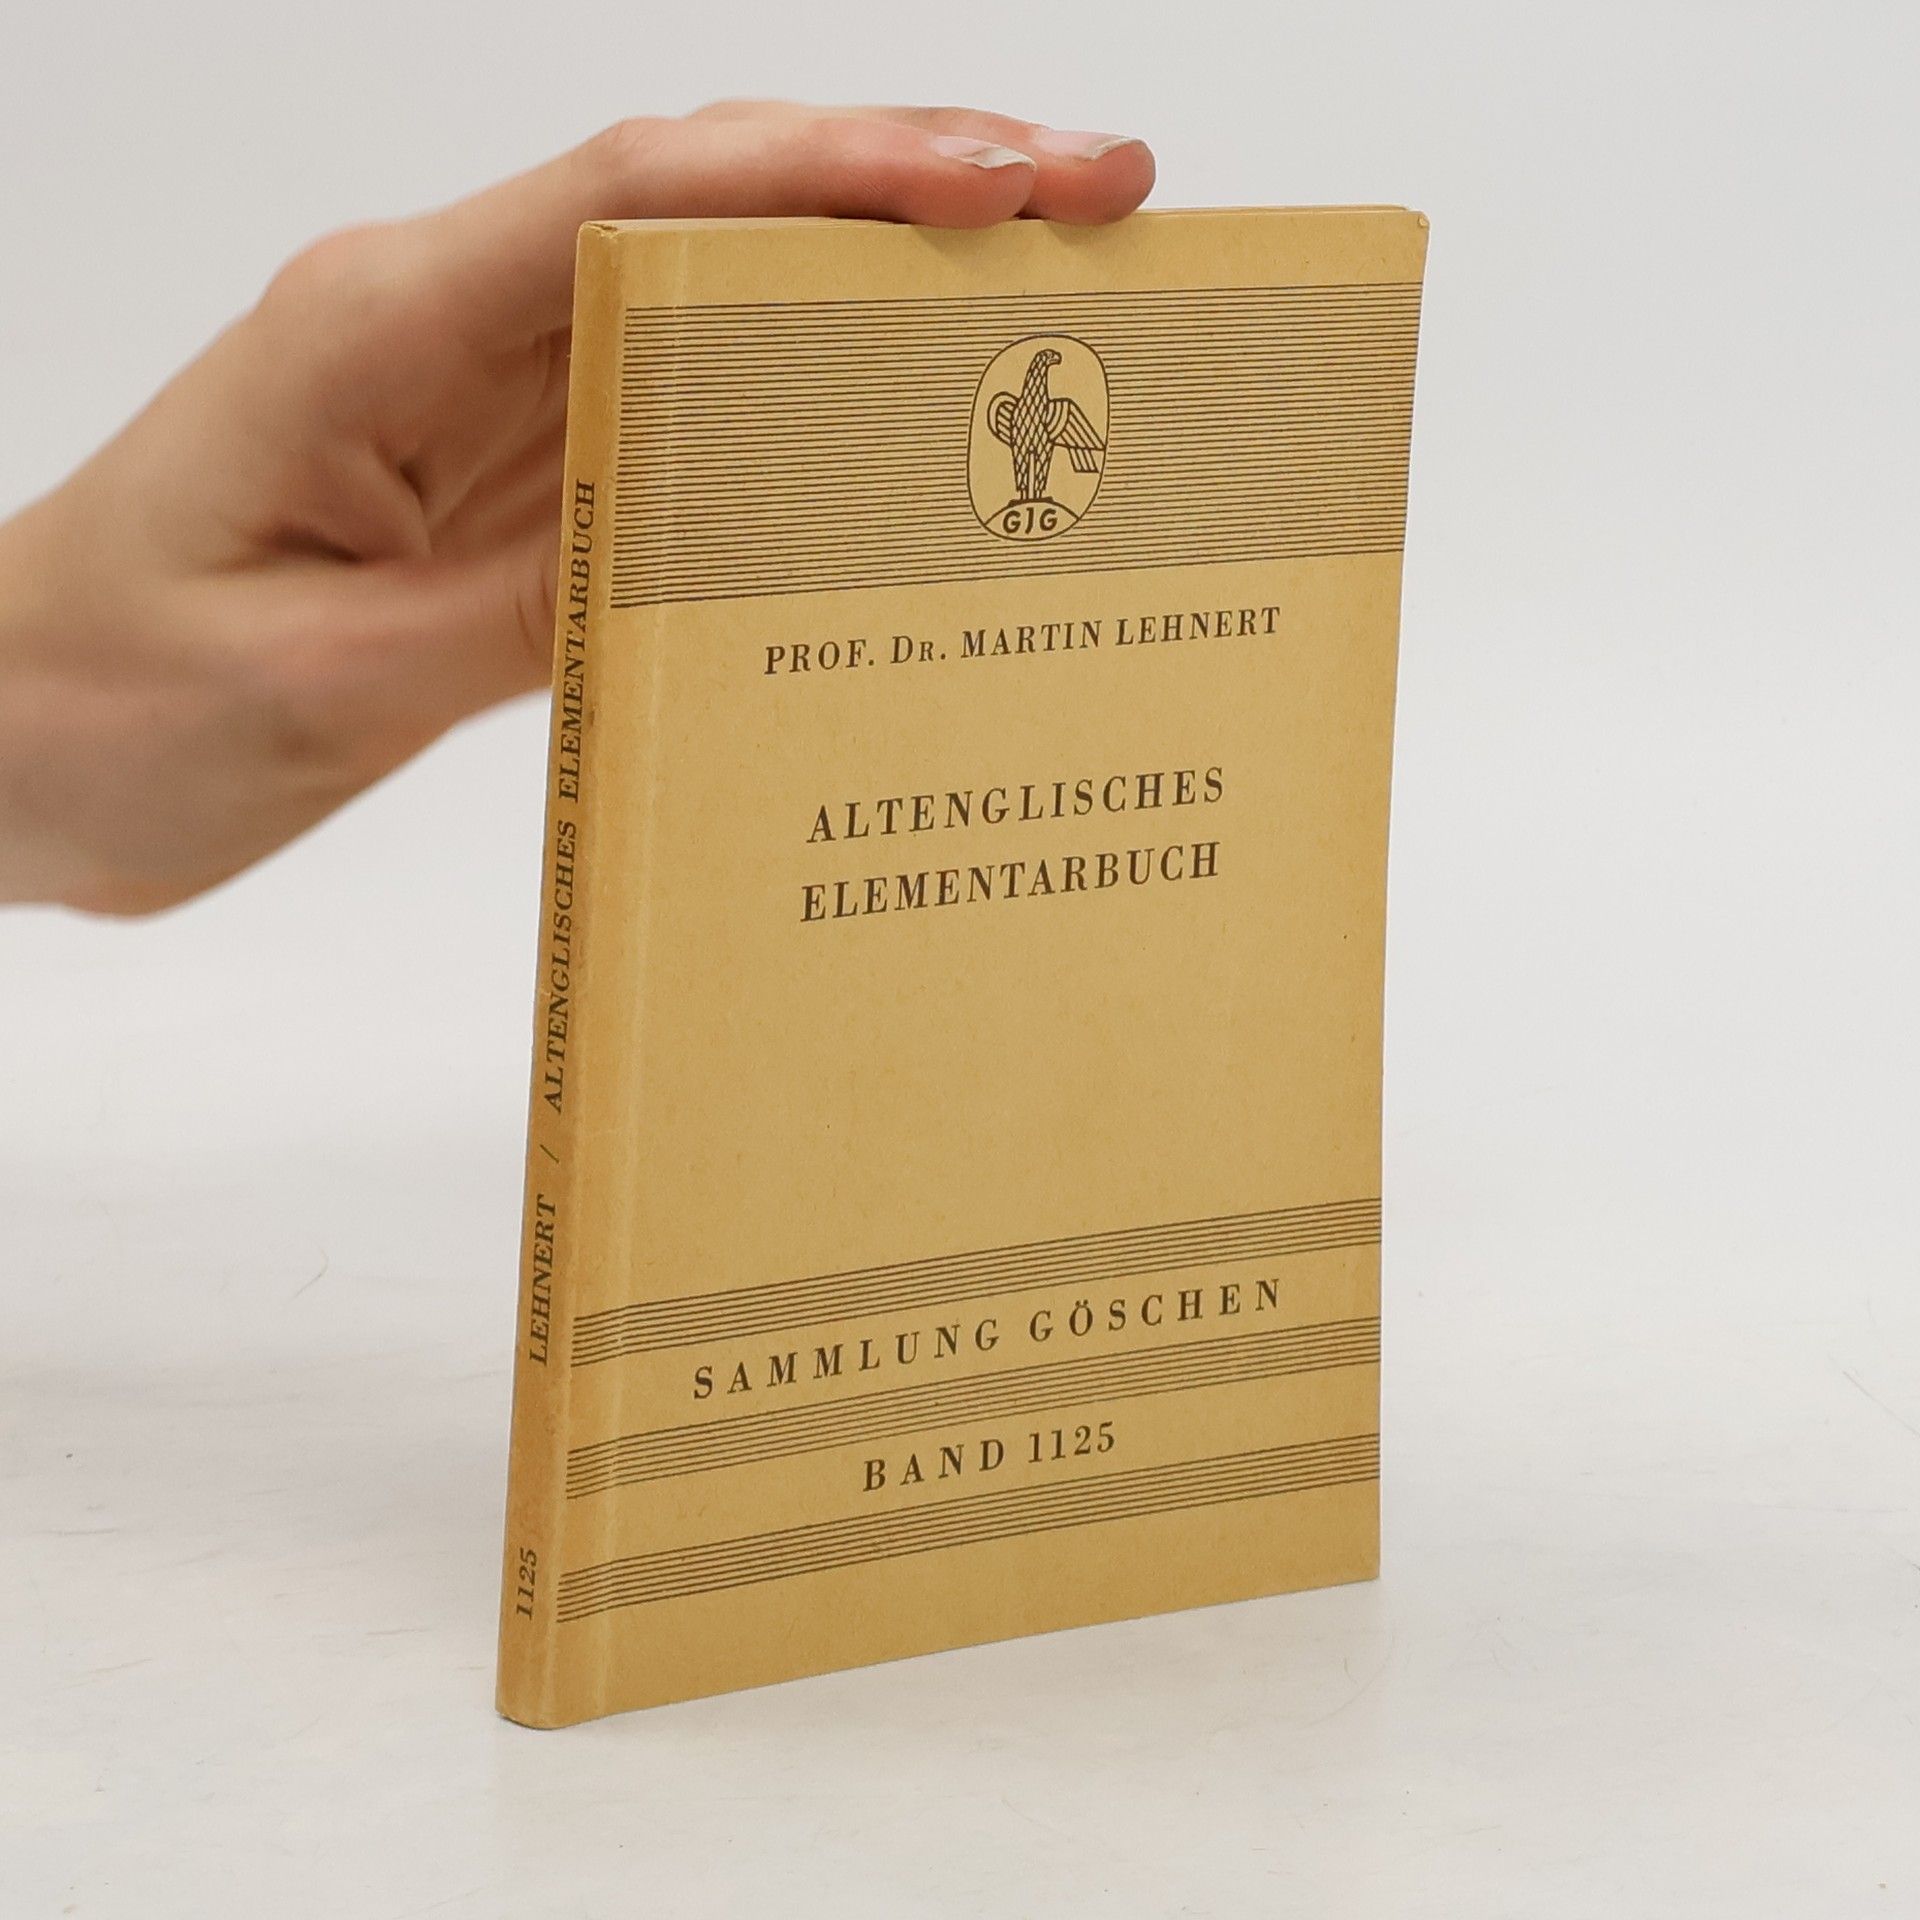 GJG
PROF. DR. MARTIN LEHNERT
ALTENGLISCHES
ELEMENTARBUCH
SAMMLUNG GÖSCHEN
BAND 1125
1125 LEHNERT / ALTENGLISCHES ELEMENTARBUCH